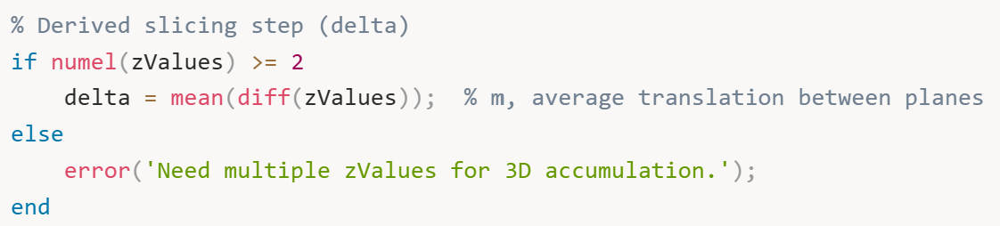 % Derived slicing step (delta)
if numel(zValues) >= 2
    delta = mean(diff(zValues));  % m, average translation between planes
else
    error('Need multiple zValues for 3D accumulation.');
end